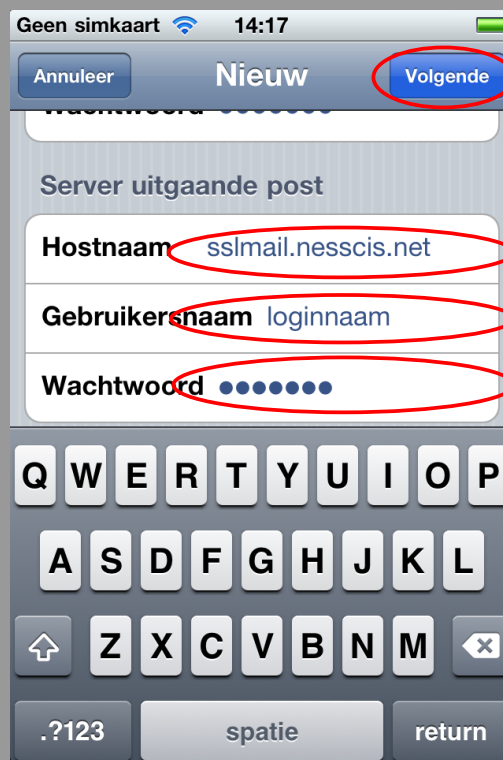 Geen simkaart 14:17
Annuleer Nieuw Volgende
Wachtwoord ●●●●●●●
Server uitgaande post
Hostnaam sslmail.nesscis.net
Gebruikersnaam loginnaam
Wachtwoord ●●●●●●●
Q W E R T Y U I O P
A S D F G H J K L
Z X C V B N M
.?123 spatie return